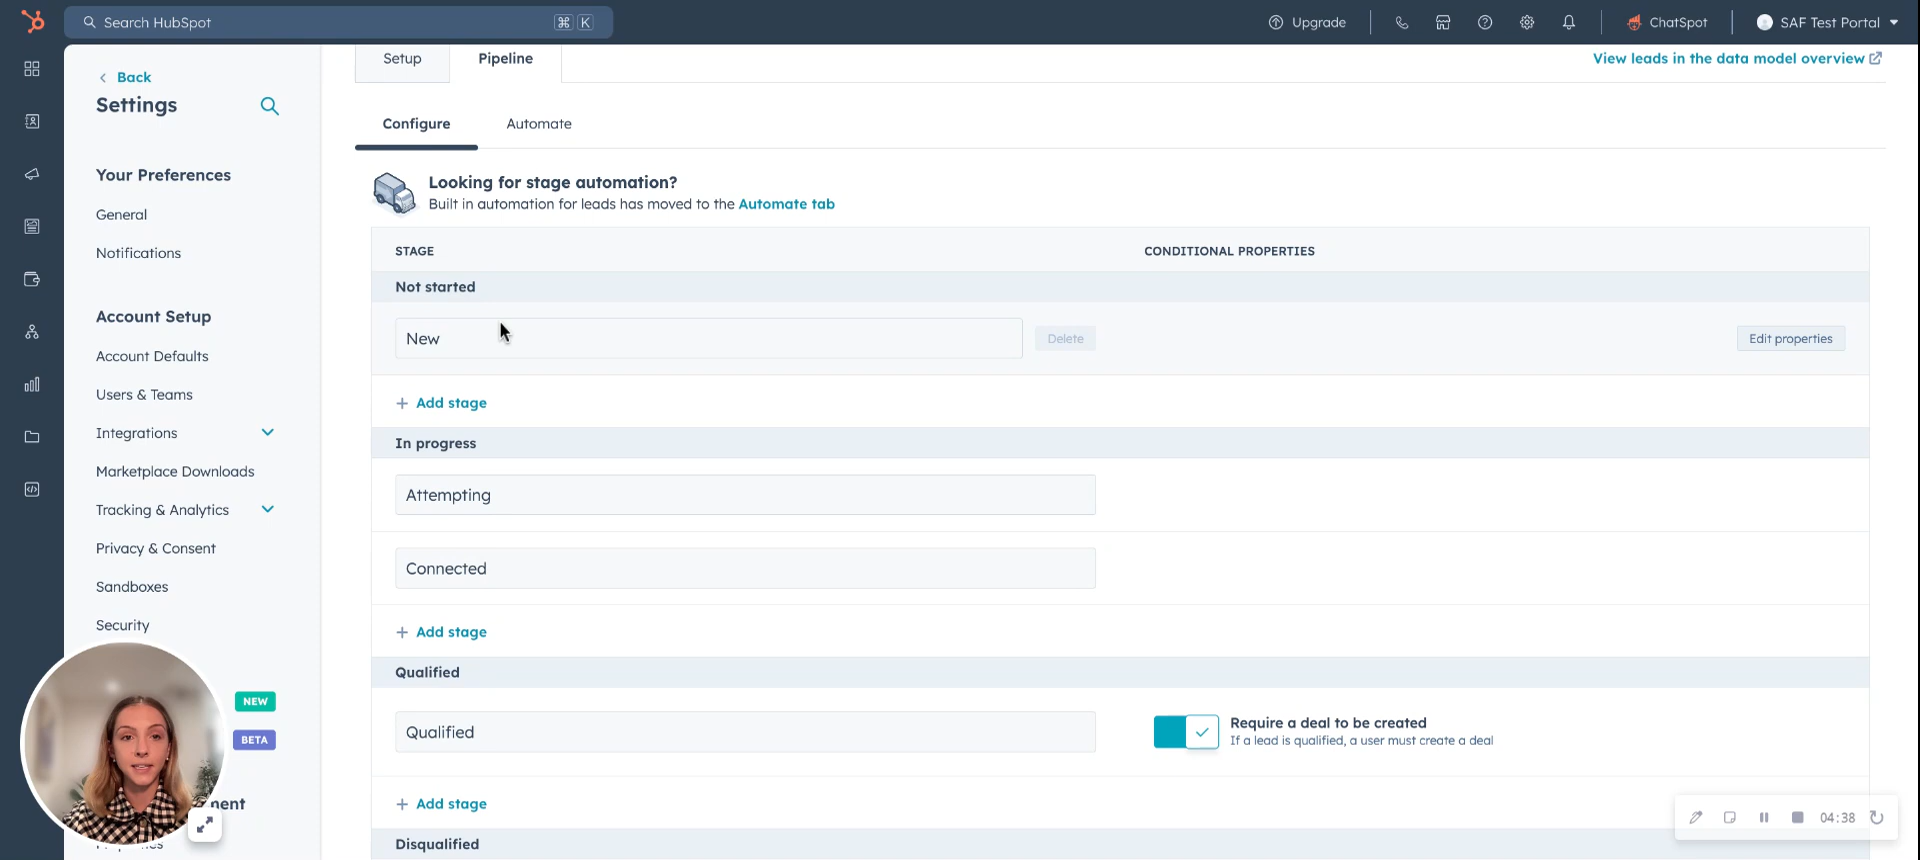 Search HubSpot
⌘ K
Upgrade
ChatSpot
SAF Test Portal
Back
Settings
Your Preferences
General
Notifications
Account Setup
Account Defaults
Users & Teams
Integrations
Marketplace Downloads
Tracking & Analytics
Privacy & Consent
Sandboxes
Security
NEW
BETA
Setup
Pipeline
View leads in the data model overview
Configure
Automate
Looking for stage automation?
Built in automation for leads has moved to the Automate tab
STAGE
CONDITIONAL PROPERTIES
Not started
New
Delete
Edit properties
+ Add stage
In progress
Attempting
Connected
+ Add stage
Qualified
Qualified
Require a deal to be created
If a lead is qualified, a user must create a deal
+ Add stage
Disqualified
04:38